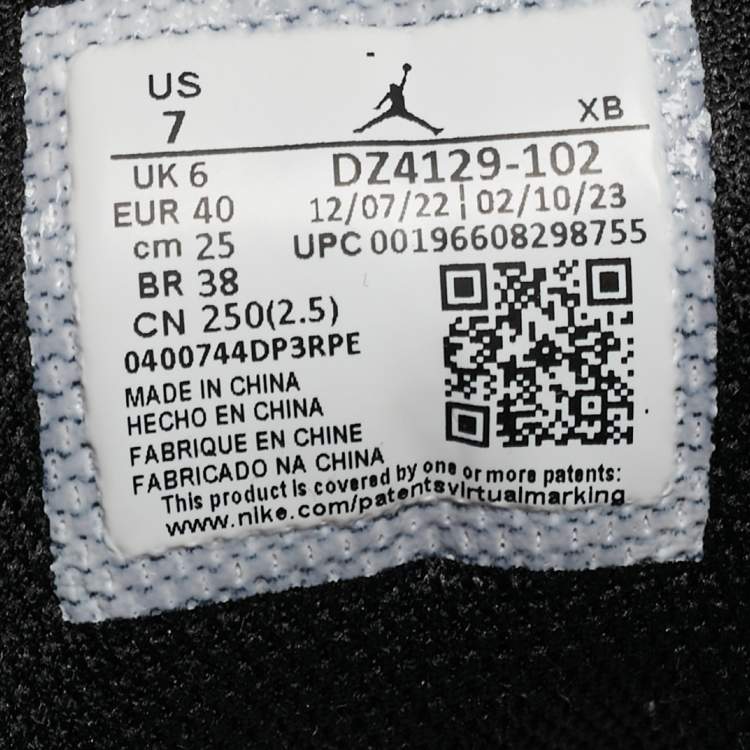 US
7
XB
UK 6
DZ4129-102
EUR 40
12/07/22 | 02/10/23
cm 25
UPC 00196608298755
BR 38
CN 250(2.5)
0400744DP3RPE
MADE IN CHINA
HECHO EN CHINA
FABRIQUE EN CHINE
FABRICADO NA CHINA
This product is covered by one or more patents:
www.nike.com/patentsvirtualmarking